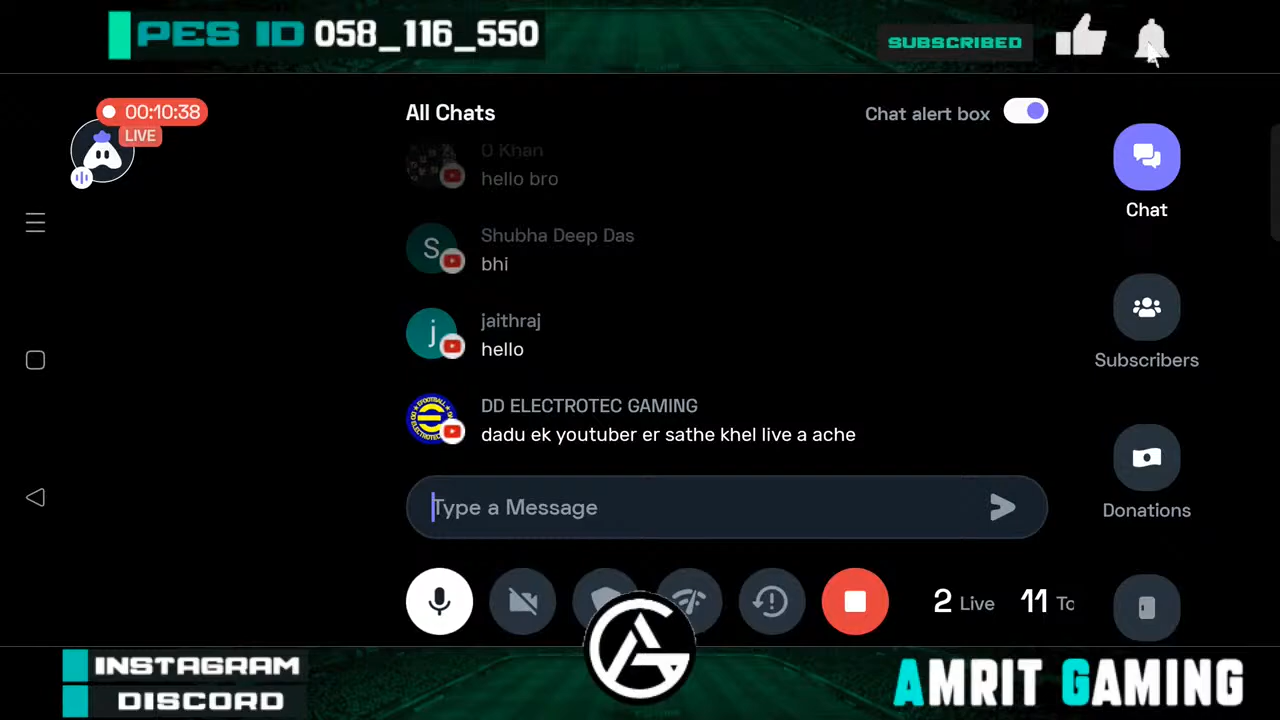 PES ID 058_116_550
SUBSCRIBED
00:10:38
LIVE
All Chats
Chat alert box
O Khan
hello bro
Chat
S
Shubha Deep Das
bhi
j
jaithraj
hello
Subscribers
DD ELECTROTEC GAMING
dadu ek youtuber er sathe khel live a ache
Type a Message
Donations
2 Live
11 To
INSTAGRAM
DISCORD
AMRIT GAMING